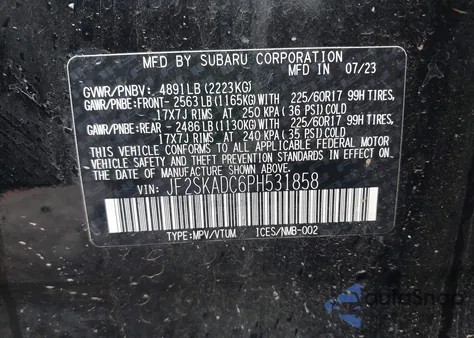 MFD BY SUBARU CORPORATION
MFD IN 07/23
GVWR/PNBV: 4891LB (2223KG)
GAWR/PNBE:FRONT- 2563LB (1165KG)WITH 225/60R17 99H TIRES,
17X7J RIMS AT 250 KPA (36 PSI)COLD
GAWR/PNBE:REAR - 2486LB (1130KG)WITH 225/60R17 99H TIRES,
17X7J RIMS AT 240 KPA (35 PSI)COLD
THIS VEHICLE CONFORMS TO ALL APPLICABLE FEDERAL MOTOR
VEHICLE SAFETY AND BUMPER STANDARDS IN EFFECT ON
THE DATE OF MANUFACTURE SHOWN ABOVE.
VIN: JF2SKADC6PH531858
TYPE:MPV/VTUM ICES/NMB-002
autoSnap